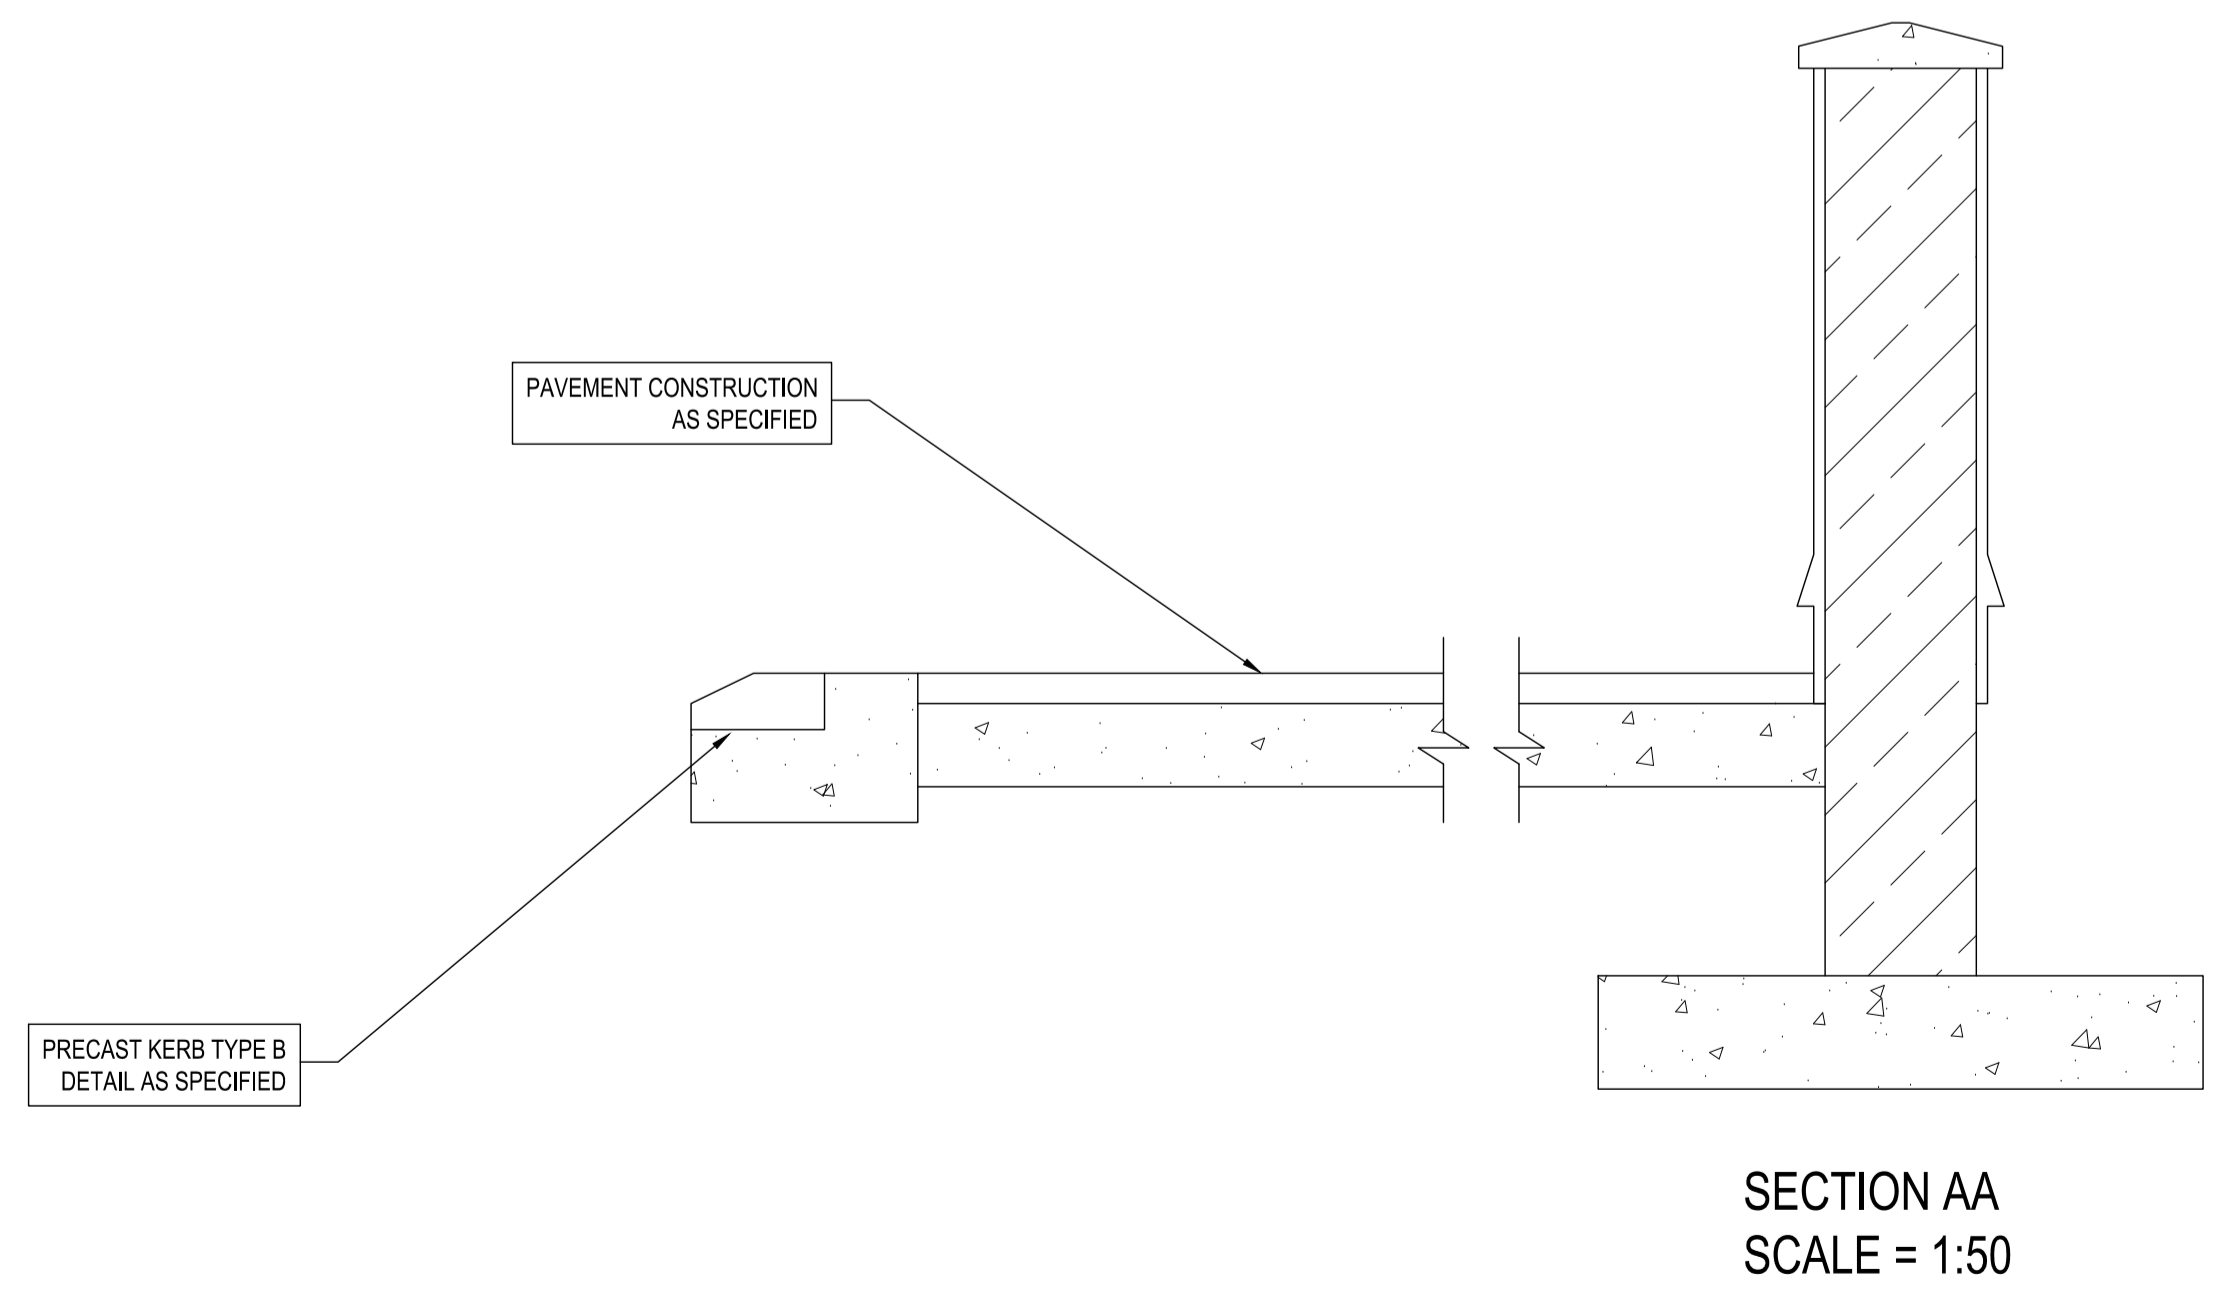 PAVEMENT CONSTRUCTION
AS SPECIFIED
PRECAST KERB TYPE B
DETAIL AS SPECIFIED
SECTION AA
SCALE = 1:50